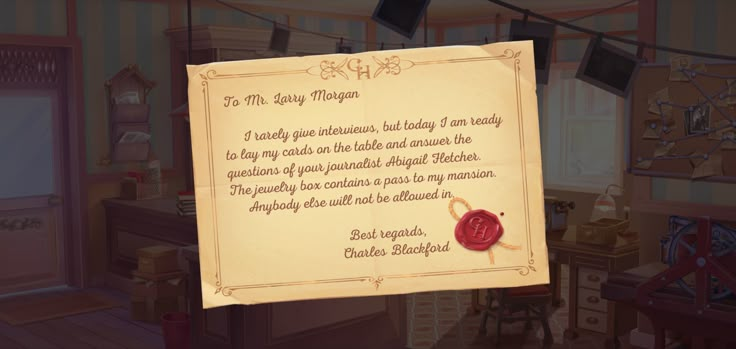 GH
To Mr. Larry Morgan
I rarely give interviews, but today I am ready
to lay my cards on the table and answer the
questions of your journalist Abigail Fletcher.
The jewelry box contains a pass to my mansion.
Anybody else will not be allowed in.
Best regards,
Charles Blackford
GH